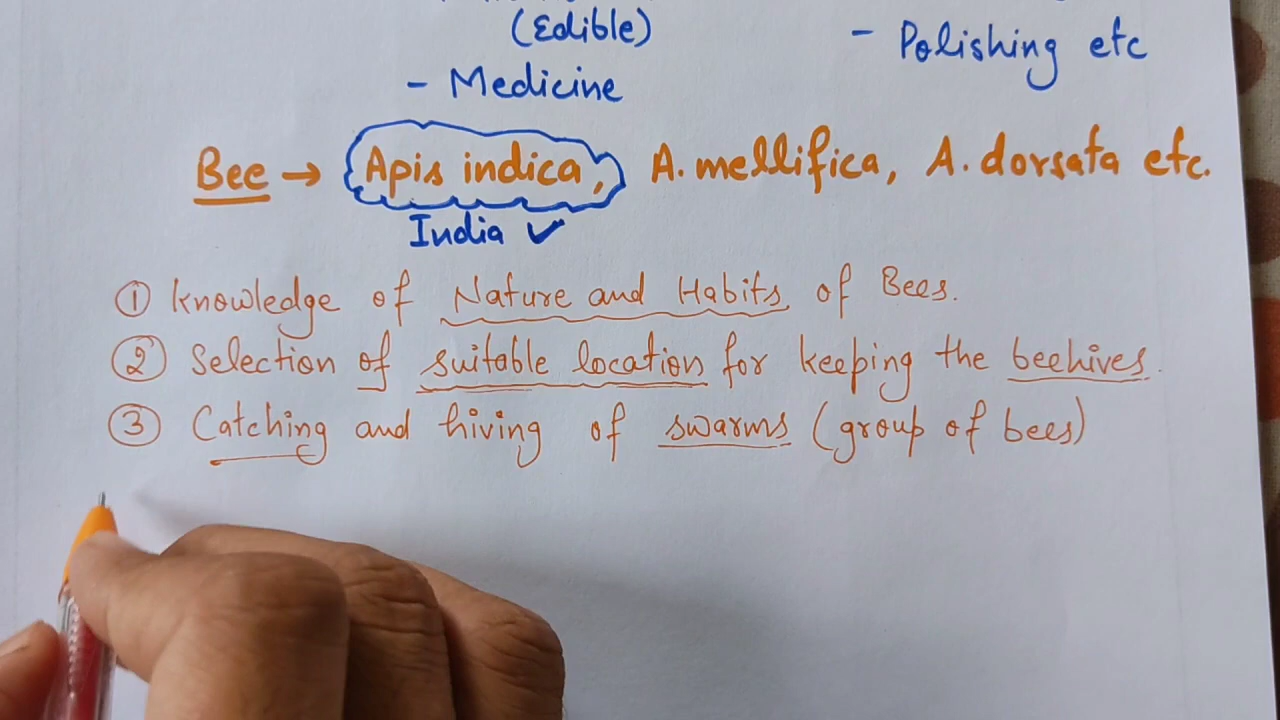 (Edible)
- Polishing etc
- Medicine
Bee → Apis indica, A. mellifica, A. dorsata etc.
India ✓
① Knowledge of Nature and Habits of Bees.
② Selection of suitable location for keeping the beehives.
③ Catching and hiving of swarms (group of bees)